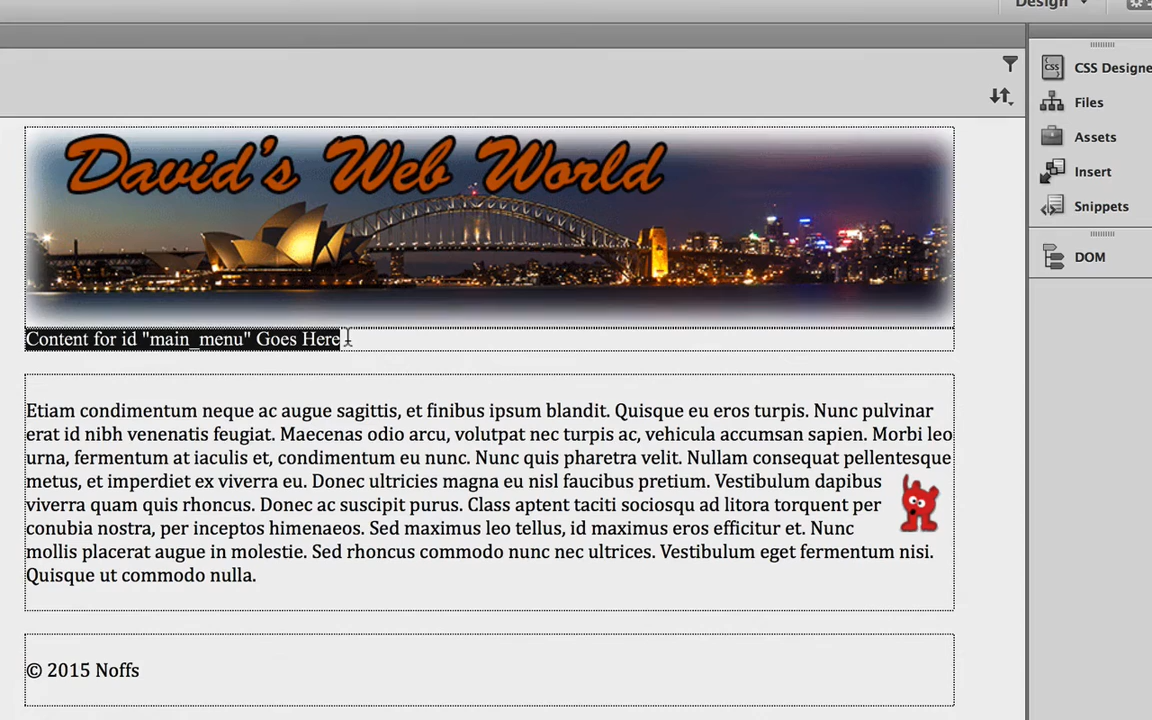 Design
CSS Designe
Files
Assets
Insert
Snippets
DOM
David's Web World
Content for id "main_menu" Goes Here
Etiam condimentum neque ac augue sagittis, et finibus ipsum blandit. Quisque eu eros turpis. Nunc pulvinar
erat id nibh venenatis feugiat. Maecenas odio arcu, volutpat nec turpis ac, vehicula accumsan sapien. Morbi leo
urna, fermentum at iaculis et, condimentum eu nunc. Nunc quis pharetra velit. Nullam consequat pellentesque
metus, et imperdiet ex viverra eu. Donec ultricies magna eu nisl faucibus pretium. Vestibulum dapibus
viverra quam quis rhoncus. Donec ac suscipit purus. Class aptent taciti sociosqu ad litora torquent per
conubia nostra, per inceptos himenaeos. Sed maximus leo tellus, id maximus eros efficitur et. Nunc
mollis placerat augue in molestie. Sed rhoncus commodo nunc nec ultrices. Vestibulum eget fermentum nisi.
Quisque ut commodo nulla.
© 2015 Noffs